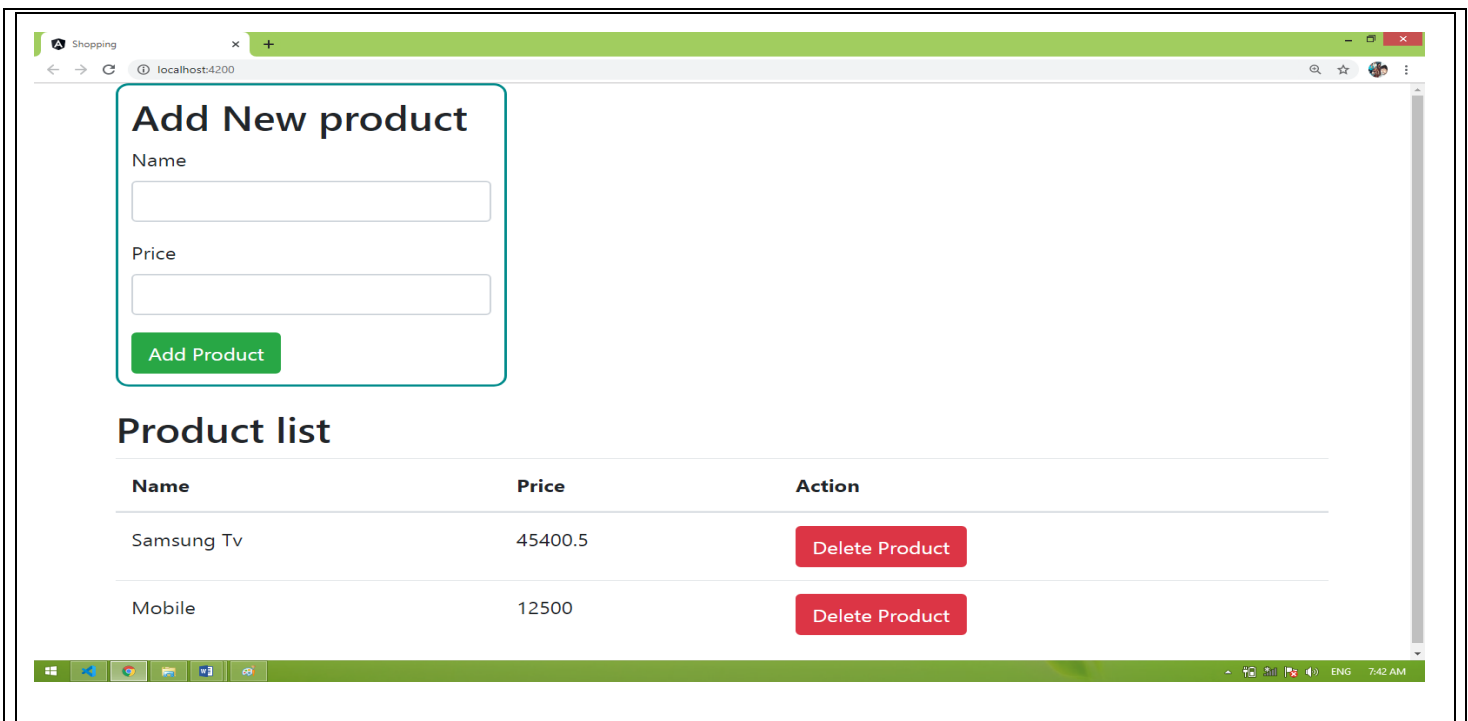 Shopping
localhost:4200
Add New product
Name
Price
Add Product
Product list
Name Price Action
Samsung Tv 45400.5 Delete Product
Mobile 12500 Delete Product
ENG 7:42 AM